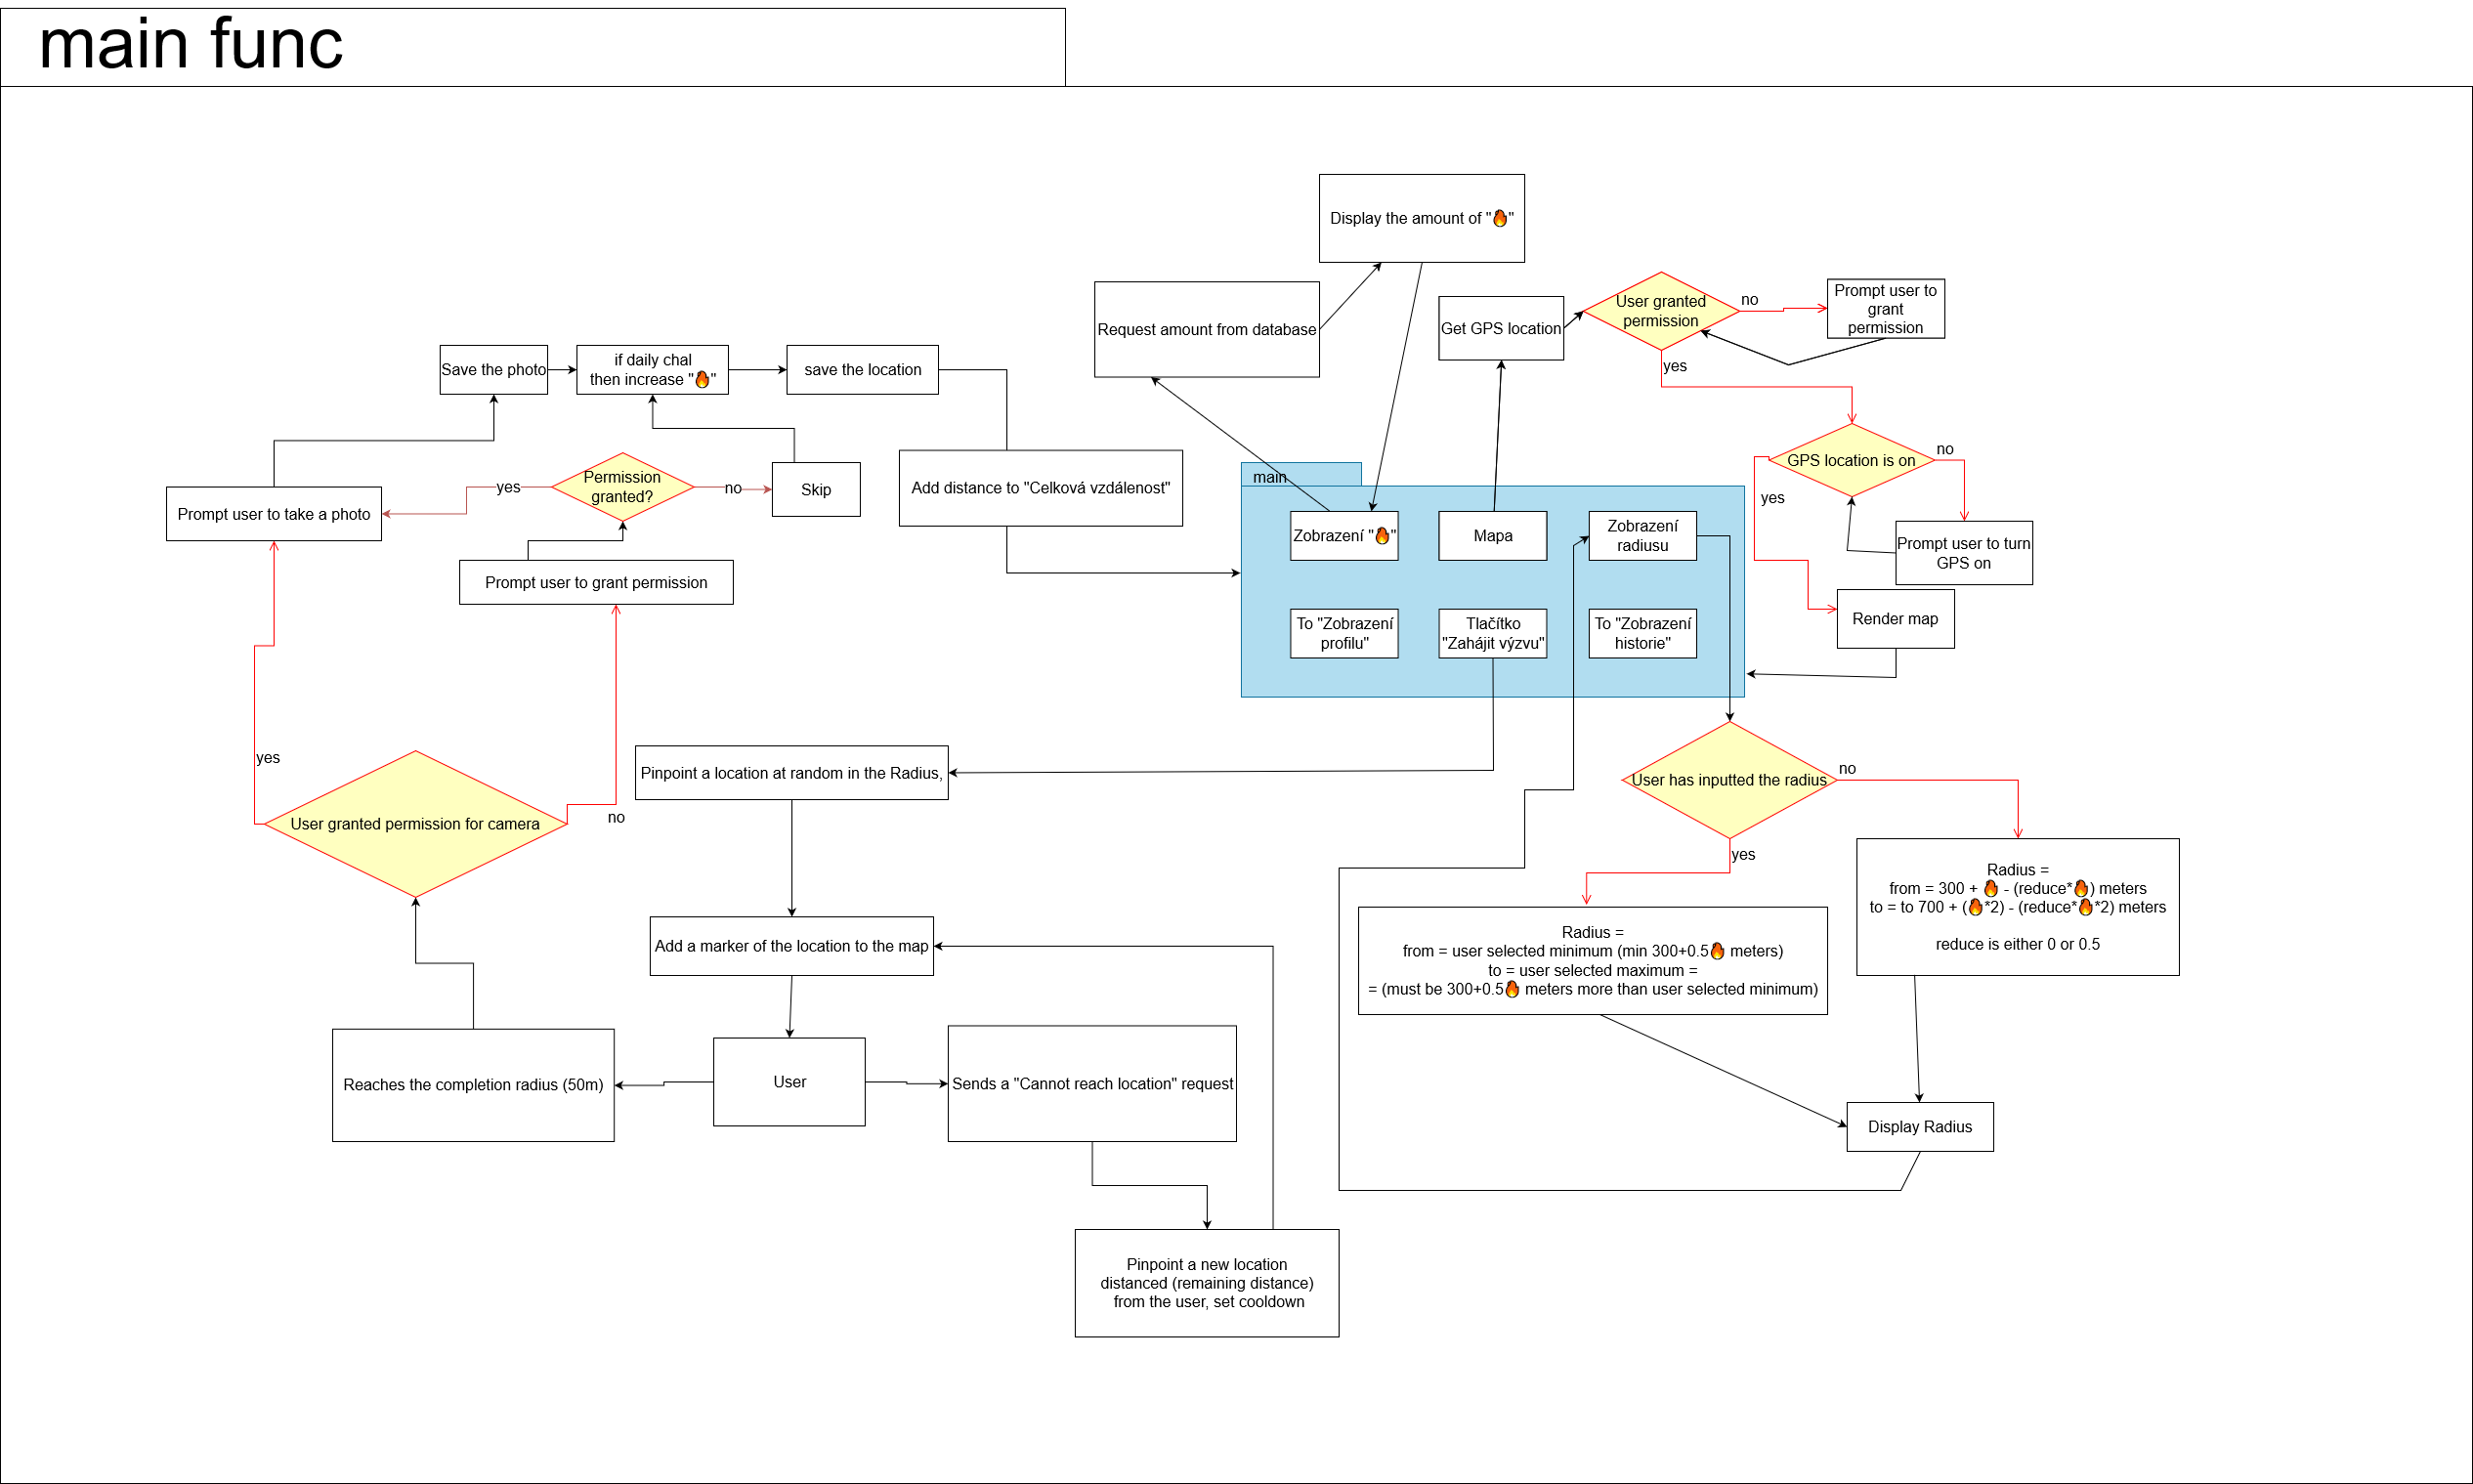 main func
Display the amount of "🔥"
Request amount from database
Get GPS location
User granted
permission
no
Prompt user to
grant
permission
yes
Save the photo
if daily chal
then increase "🔥"
save the location
GPS location is on
no
yes
Prompt user to turn
GPS on
Render map
Permission
granted?
yes
no
Skip
Prompt user to take a photo
Prompt user to grant permission
Add distance to "Celková vzdálenost"
main
Zobrazení "🔥"
Mapa
Zobrazení
radiusu
To "Zobrazení
profilu"
Tlačítko
"Zahájit výzvu"
To "Zobrazení
historie"
yes
User granted permission for camera
no
Pinpoint a location at random in the Radius,
User has inputted the radius
no
yes
Radius =
from = 300 + 🔥 - (reduce*🔥) meters
to = to 700 + (🔥*2) - (reduce*🔥*2) meters
reduce is either 0 or 0.5
Radius =
from = user selected minimum (min 300+0.5🔥 meters)
to = user selected maximum =
= (must be 300+0.5🔥 meters more than user selected minimum)
Add a marker of the location to the map
Reaches the completion radius (50m)
User
Sends a "Cannot reach location" request
Display Radius
Pinpoint a new location
distanced (remaining distance)
from the user, set cooldown